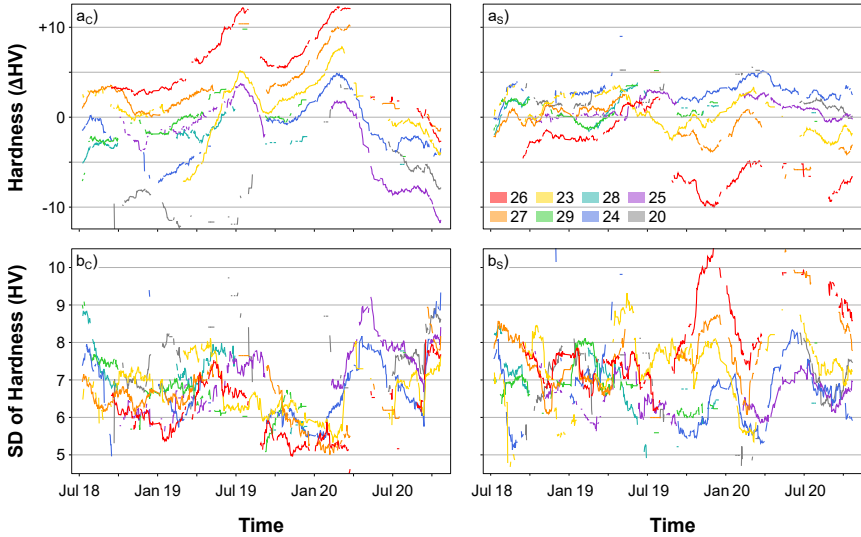 a_C)
a_S)
Hardness (ΔHV)
+10
0
-10
26 23 28 25
27 29 24 20
b_C)
b_S)
SD of Hardness (HV)
10
9
8
7
6
5
Jul 18 Jan 19 Jul 19 Jan 20 Jul 20
Jul 18 Jan 19 Jul 19 Jan 20 Jul 20
Time
Time